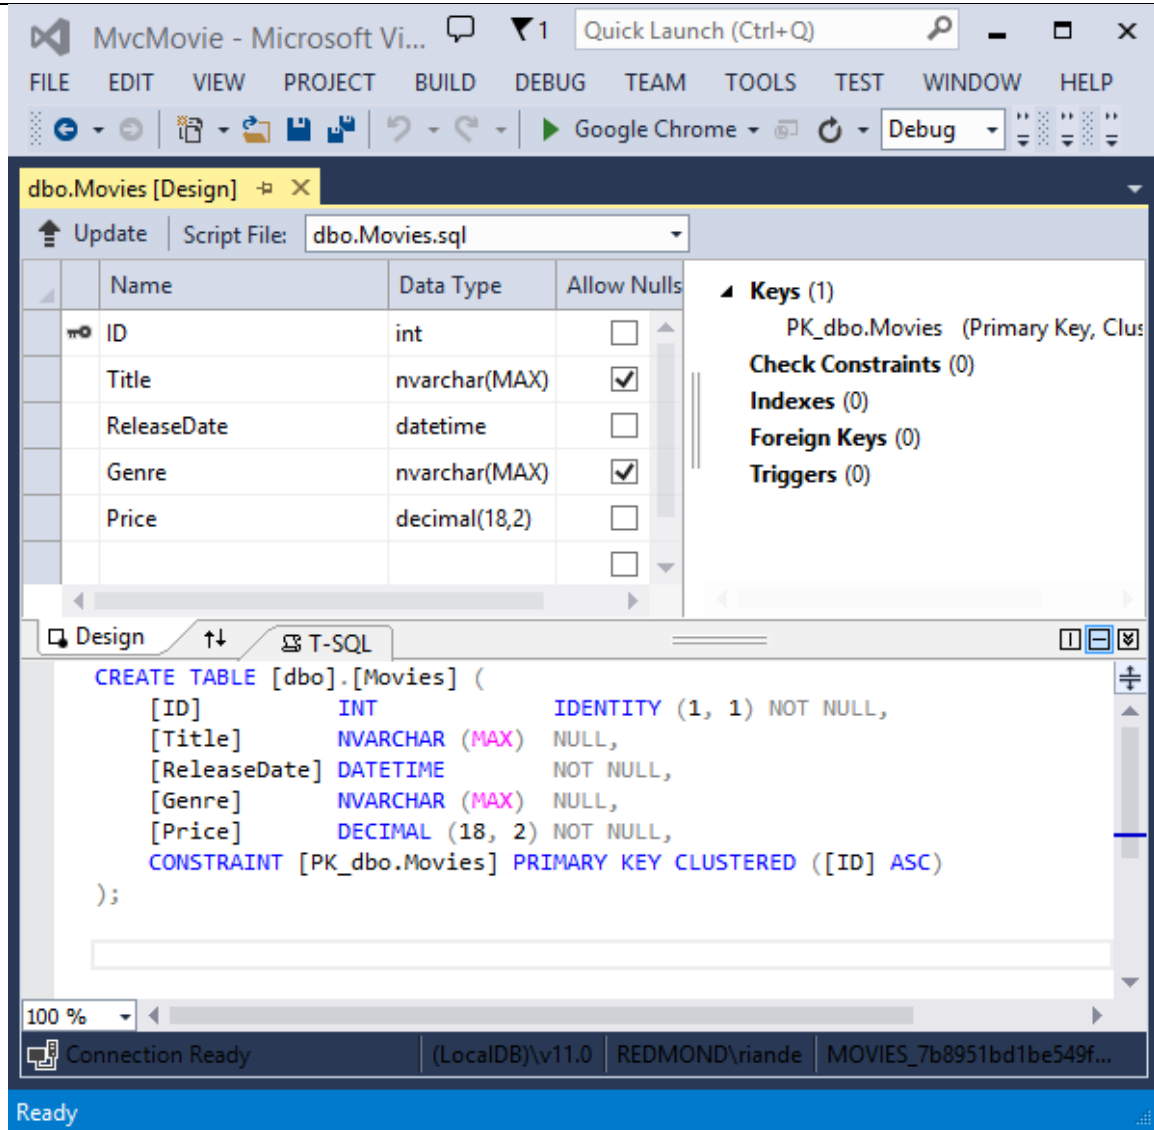 MvcMovie - Microsoft Vi... 1 Quick Launch (Ctrl+Q)
FILE EDIT VIEW PROJECT BUILD DEBUG TEAM TOOLS TEST WINDOW HELP
Google Chrome Debug
dbo.Movies [Design]
Update Script File: dbo.Movies.sql
Name Data Type Allow Nulls
ID int
Title nvarchar(MAX)
ReleaseDate datetime
Genre nvarchar(MAX)
Price decimal(18,2)
Keys (1)
PK_dbo.Movies (Primary Key, Clus
Check Constraints (0)
Indexes (0)
Foreign Keys (0)
Triggers (0)
Design T-SQL
CREATE TABLE [dbo].[Movies] (
[ID] INT IDENTITY (1, 1) NOT NULL,
[Title] NVARCHAR (MAX) NULL,
[ReleaseDate] DATETIME NOT NULL,
[Genre] NVARCHAR (MAX) NULL,
[Price] DECIMAL (18, 2) NOT NULL,
CONSTRAINT [PK_dbo.Movies] PRIMARY KEY CLUSTERED ([ID] ASC)
);
100 %
Connection Ready (LocalDB)\v11.0 REDMOND\riande MOVIES_7b8951bd1be549f...
Ready